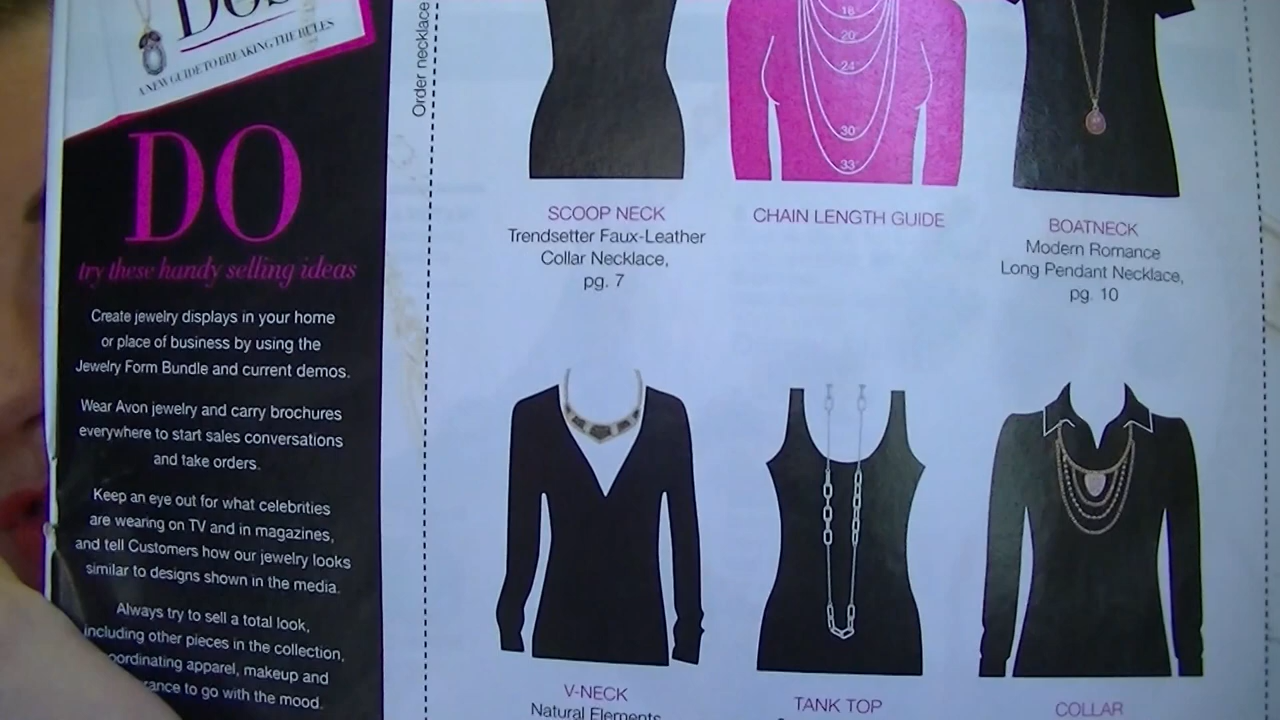 DOS
A NEW GUIDE TO BREAKING THE RULES
DO
try these handy selling ideas
Create jewelry displays in your home
or place of business by using the
Jewelry Form Bundle and current demos.
Wear Avon jewelry and carry brochures
everywhere to start sales conversations
and take orders.
Keep an eye out for what celebrities
are wearing on TV and in magazines,
and tell Customers how our jewelry looks
similar to designs shown in the media.
Always try to sell a total look,
including other pieces in the collection,
oordinating apparel, makeup and
rance to go with the mood.
Order necklace
18"
20"
24"
30"
33"
SCOOP NECK
Trendsetter Faux-Leather
Collar Necklace,
pg. 7
CHAIN LENGTH GUIDE
BOATNECK
Modern Romance
Long Pendant Necklace,
pg. 10
V-NECK
Natural Elements
TANK TOP
COLLAR